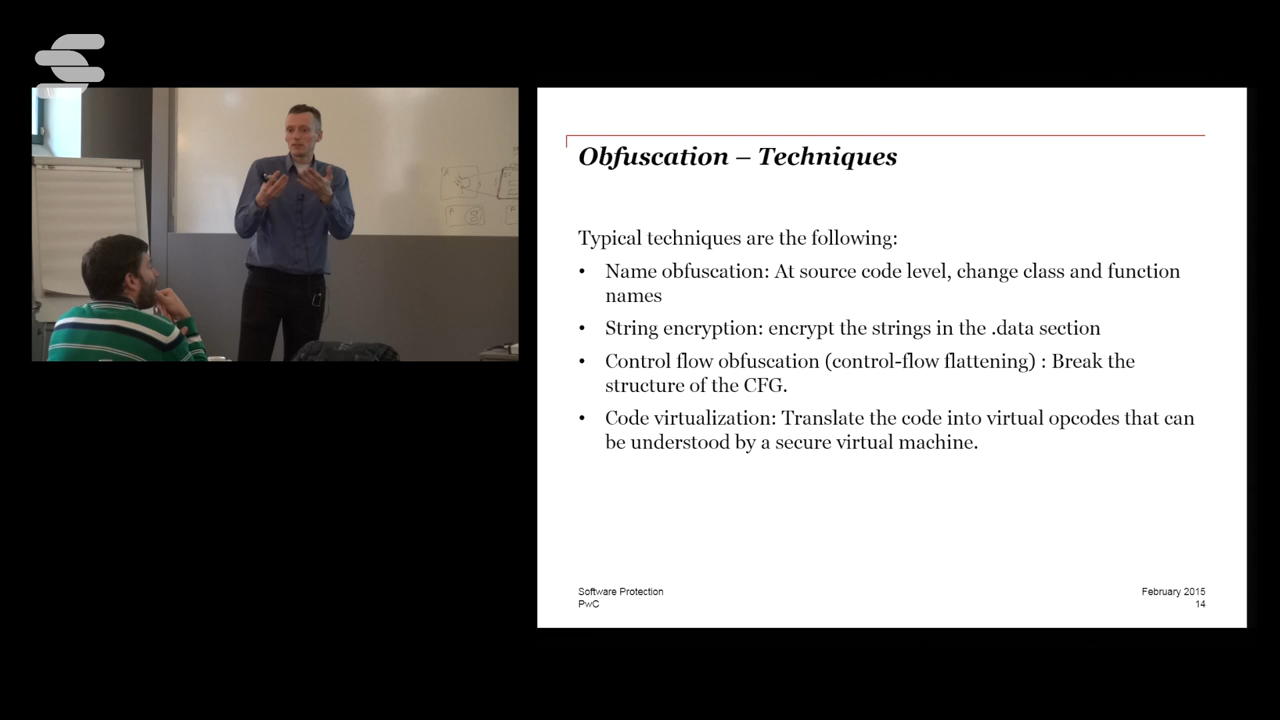 Obfuscation – Techniques
Typical techniques are the following:
• Name obfuscation: At source code level, change class and function
names
• String encryption: encrypt the strings in the .data section
• Control flow obfuscation (control-flow flattening) : Break the
structure of the CFG.
• Code virtualization: Translate the code into virtual opcodes that can
be understood by a secure virtual machine.
Software Protection
PwC
February 2015
14